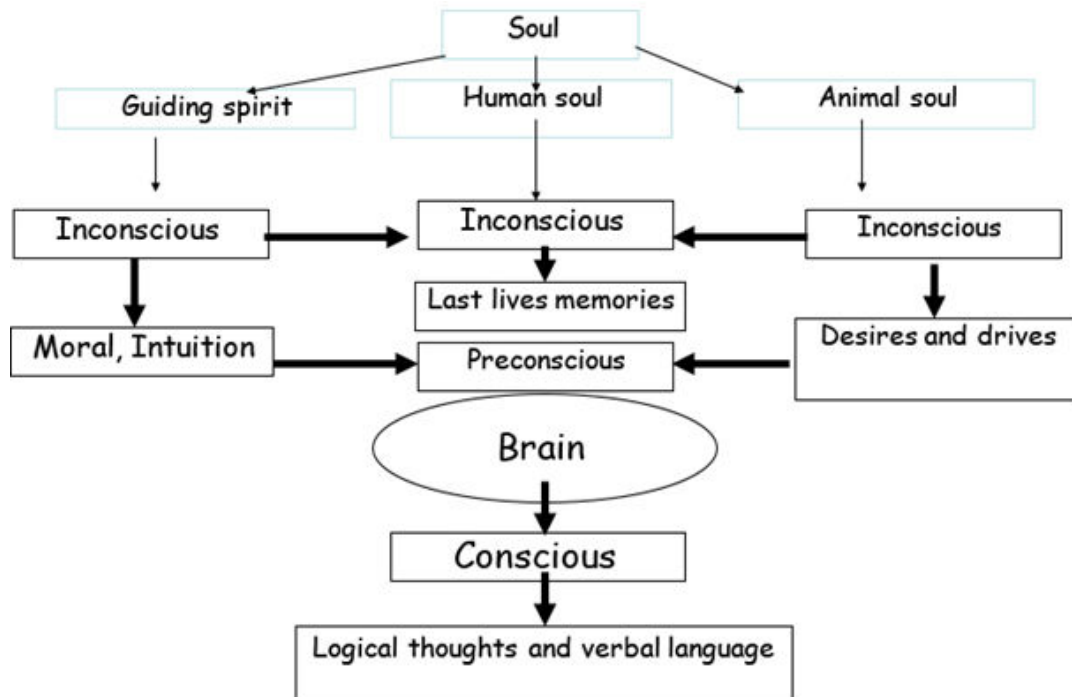 Soul
Guiding spirit
Human soul
Animal soul
Inconscious
Inconscious
Inconscious
Last lives memories
Moral, Intuition
Preconscious
Desires and drives
Brain
Conscious
Logical thoughts and verbal language